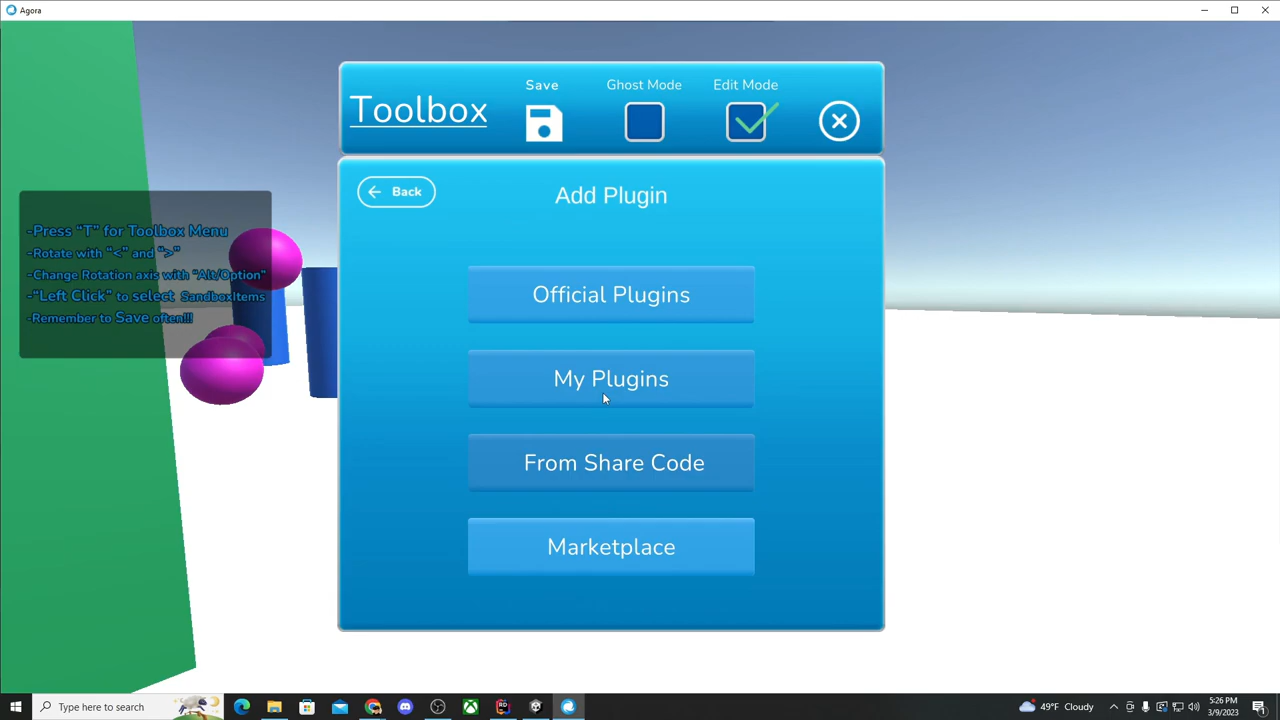 Agora
Toolbox
Save
Ghost Mode
Edit Mode
Back
Add Plugin
-Press “T” for Toolbox Menu
-Rotate with “<” and “>”
-Change Rotation axis with “Alt/Option”
-“Left Click” to select SandboxItems
-Remember to Save often!!!
Official Plugins
My Plugins
From Share Code
Marketplace
Type here to search
49°F Cloudy
5:26 PM
3/9/2023